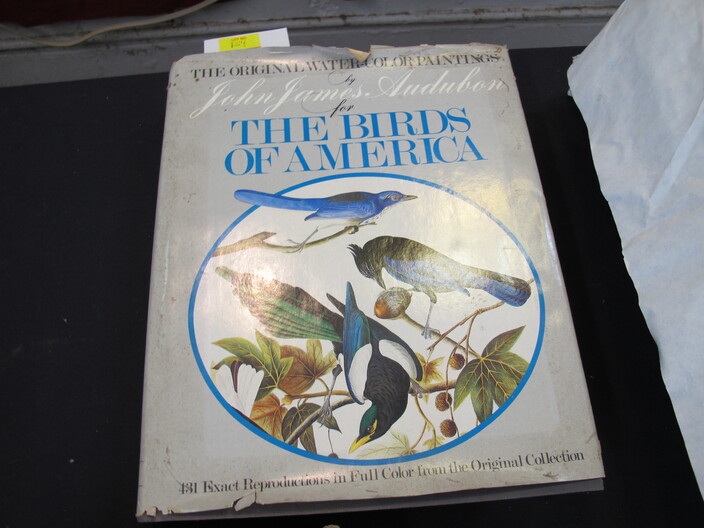 THE ORIGINAL WATER-COLOR PAINTINGS
by
John James Audubon
for
THE BIRDS
OF AMERICA
431 Exact Reproductions in Full Color from the Original Collection